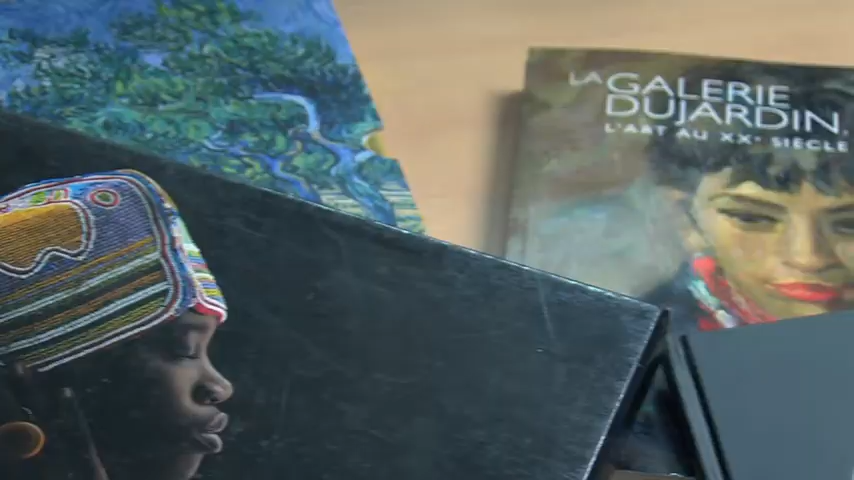 LA GALERIE
DUJARDIN,
L'ART AU XXE SIÈCLE